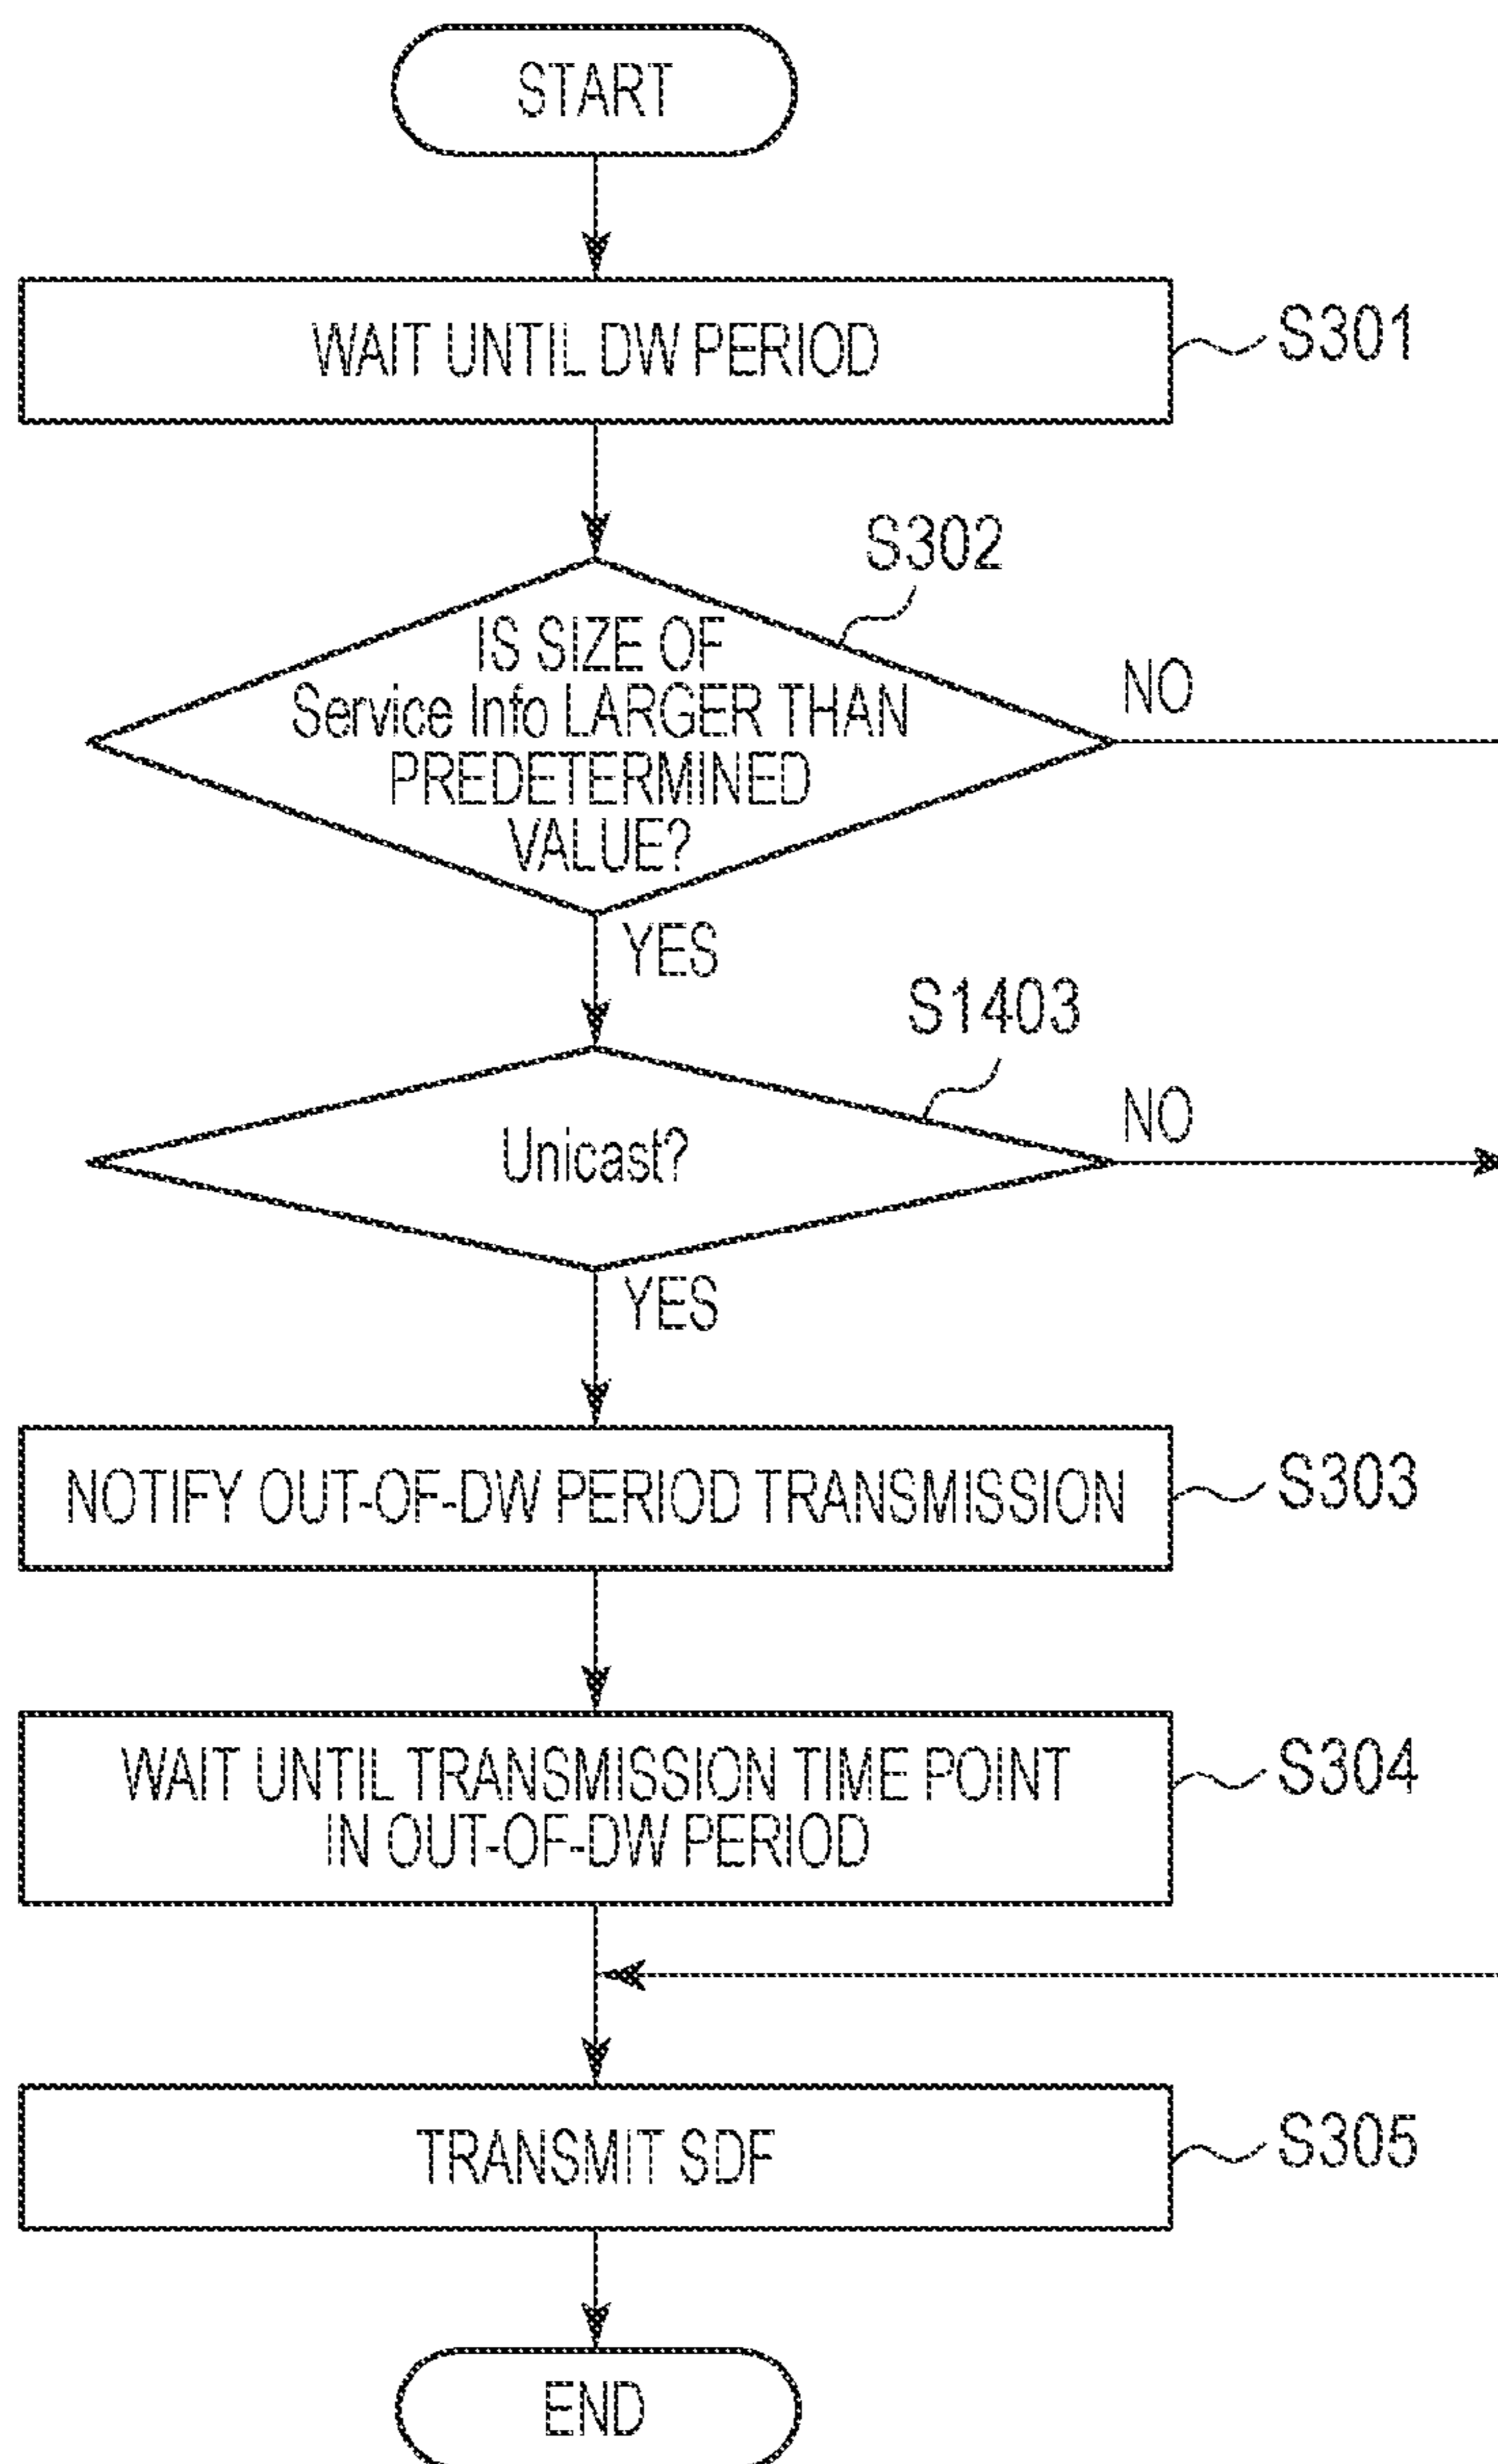 START
WAIT UNTIL DW PERIOD
S301
S302
IS SIZE OF
Service Info LARGER THAN
PREDETERMINED
VALUE?
NO
YES
S1403
Unicast?
NO
YES
NOTIFY OUT-OF-DW PERIOD TRANSMISSION
S303
WAIT UNTIL TRANSMISSION TIME POINT
IN OUT-OF-DW PERIOD
S304
TRANSMIT SDF
S305
END